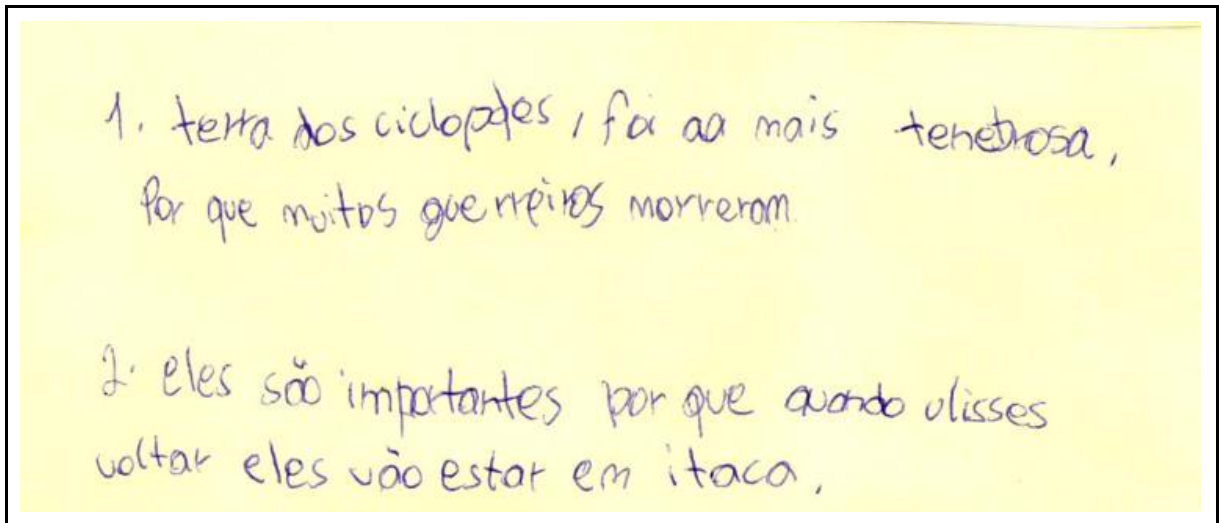 1. terra dos ciclopdes, foi aa mais tenebrosa,
Por que muitos guerreiros morreram.
2. eles são importantes por que quando ulisses
voltar eles vão estar em itaca,